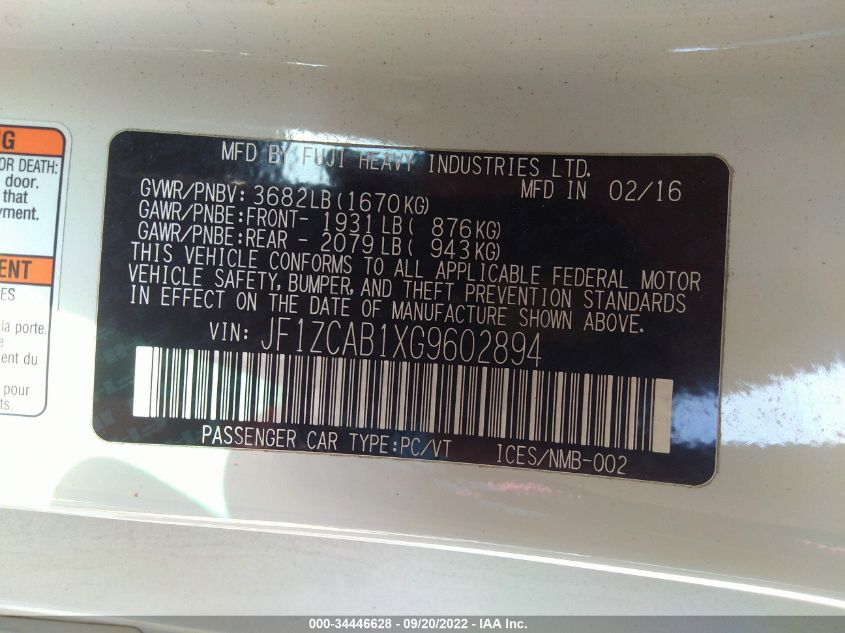 MFD BY FUJI HEAVY INDUSTRIES LTD.
GVWR/PNBV: 3682LB(1670KG) MFD IN 02/16
GAWR/PNBE:FRONT- 1931LB( 876KG)
GAWR/PNBE:REAR - 2079LB( 943KG)
THIS VEHICLE CONFORMS TO ALL APPLICABLE FEDERAL MOTOR
VEHICLE SAFETY, BUMPER, AND THEFT PREVENTION STANDARDS
IN EFFECT ON THE DATE OF MANUFACTURE SHOWN ABOVE.
VIN: JF1ZCAB1XG9602894
PASSENGER CAR TYPE:PC/VT ICES/NMB-002
NG
OR DEATH:
door.
that
yment.
ENT
ES
la porte.
ent du
pour
ts.
000-34446628 - 09/20/2022 - IAA Inc.